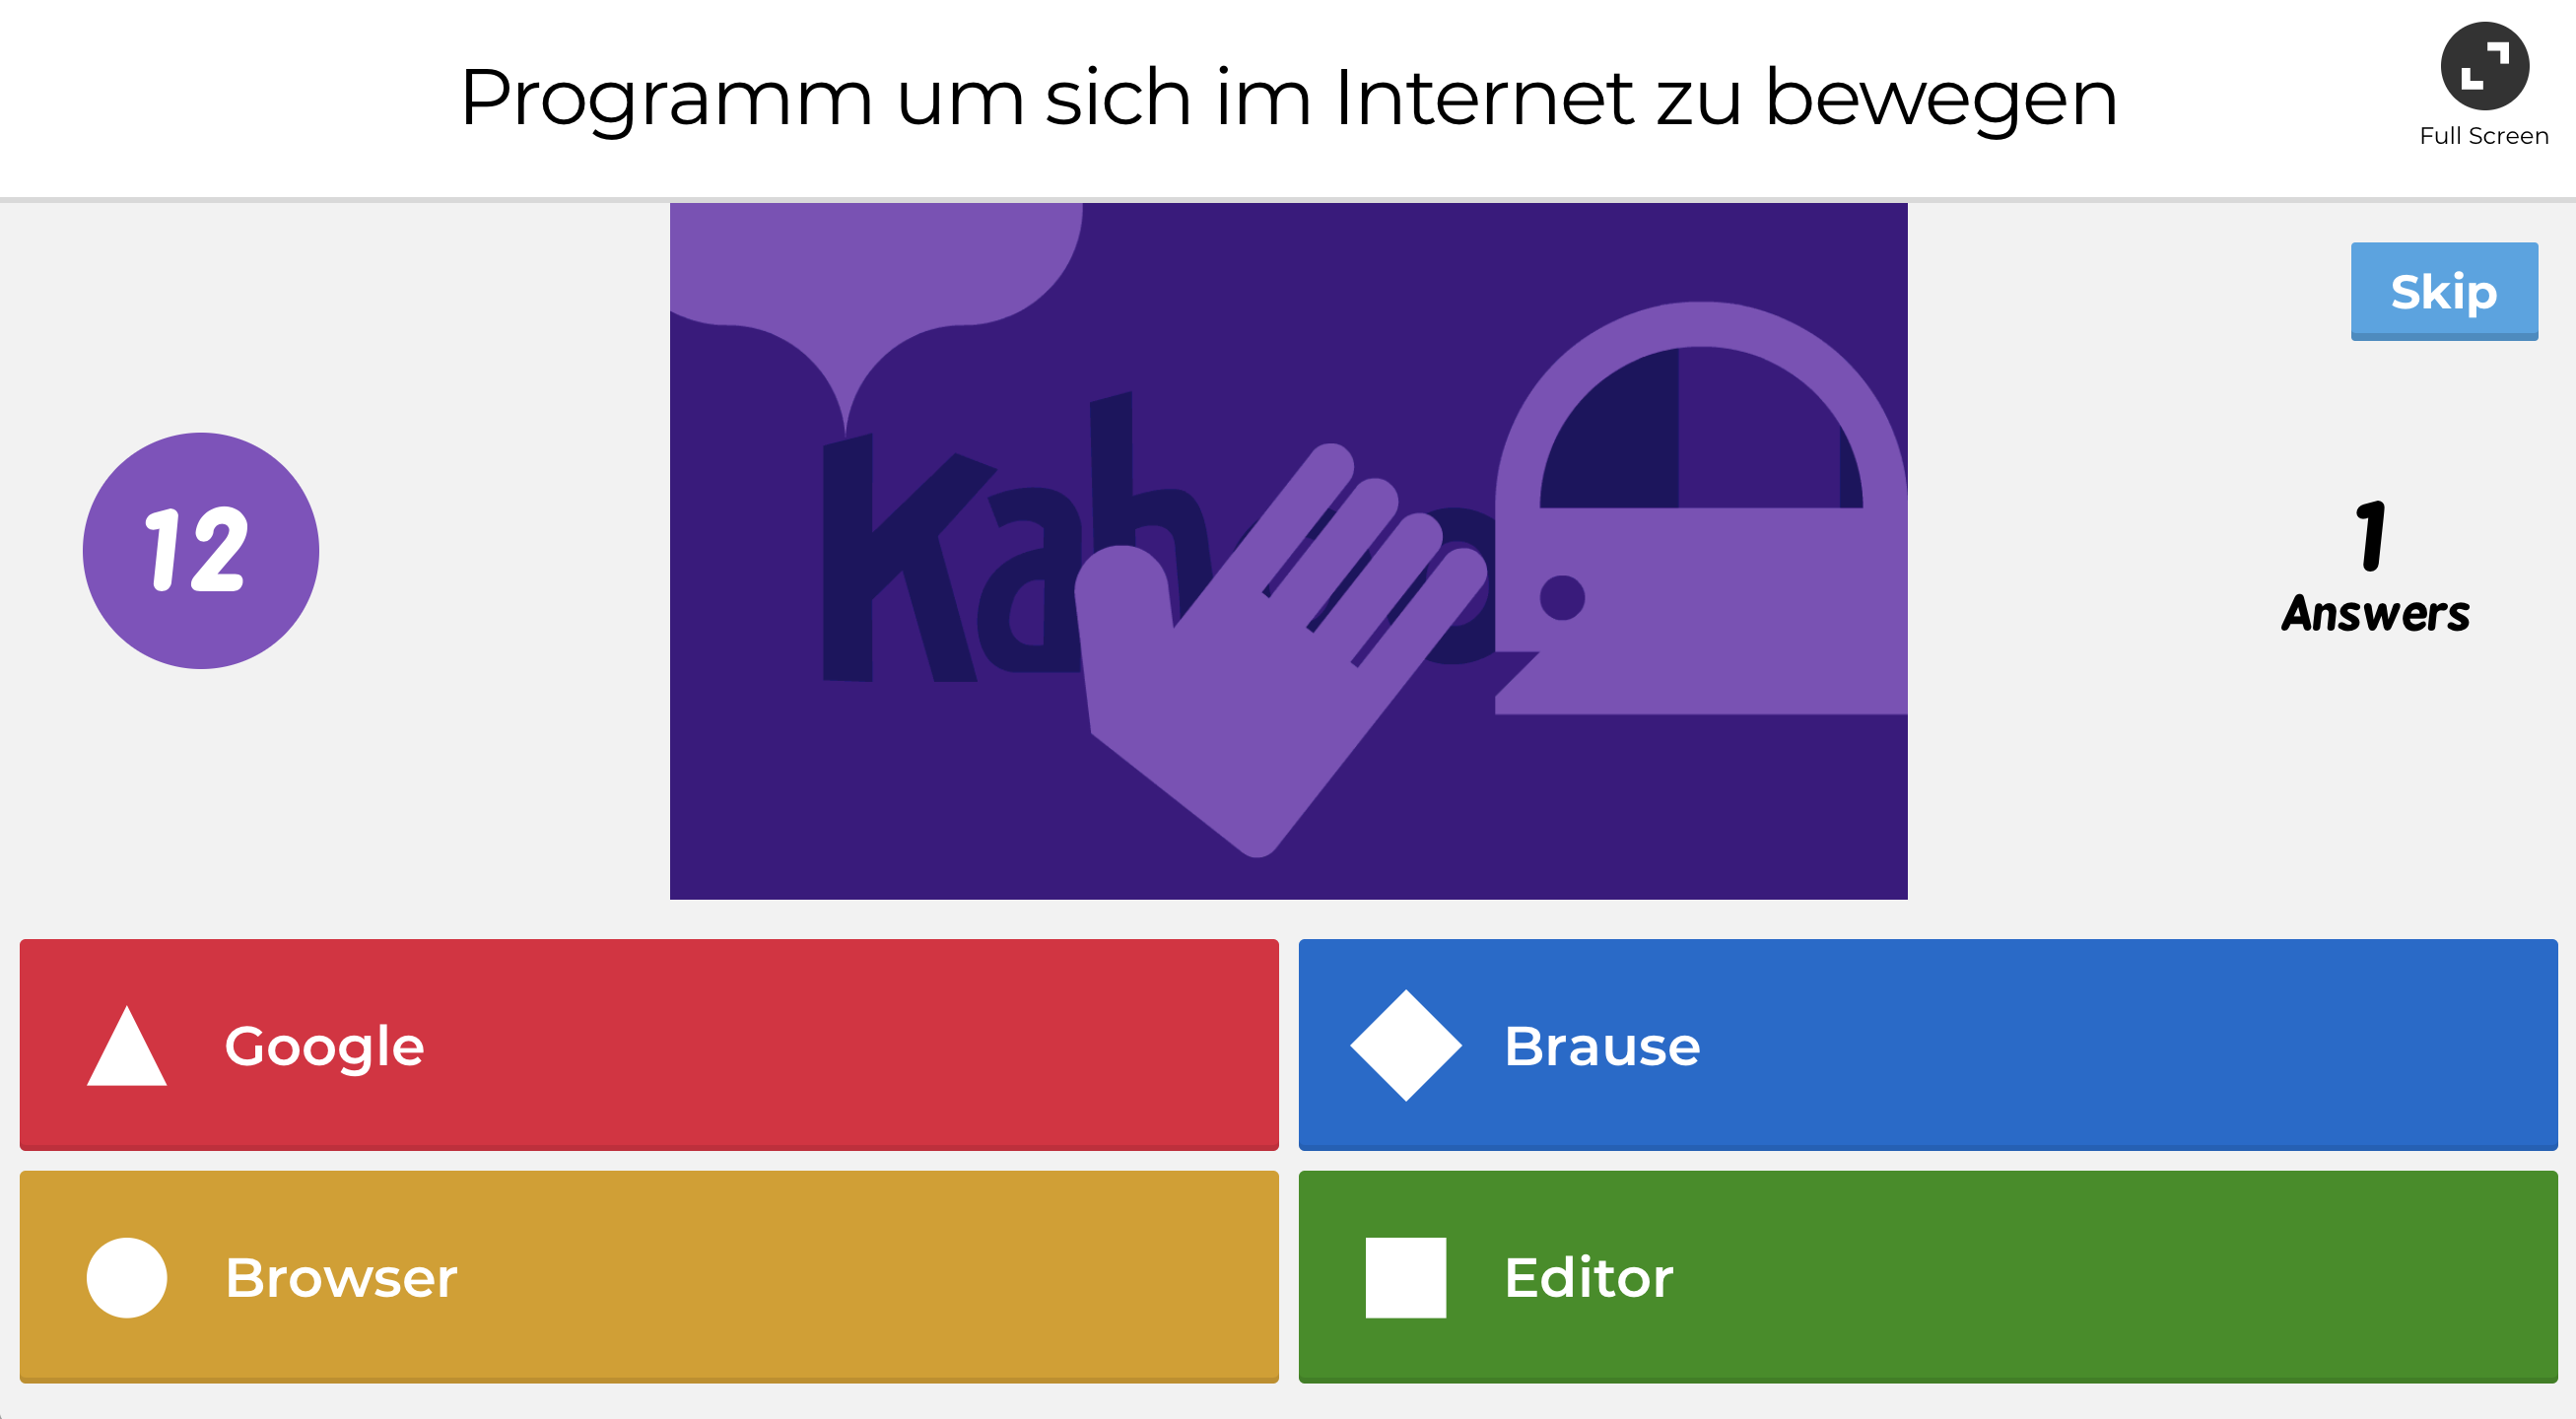 Programm um sich im Internet zu bewegen
Full Screen
Skip
12
1
Answers
Google
Brause
Browser
Editor